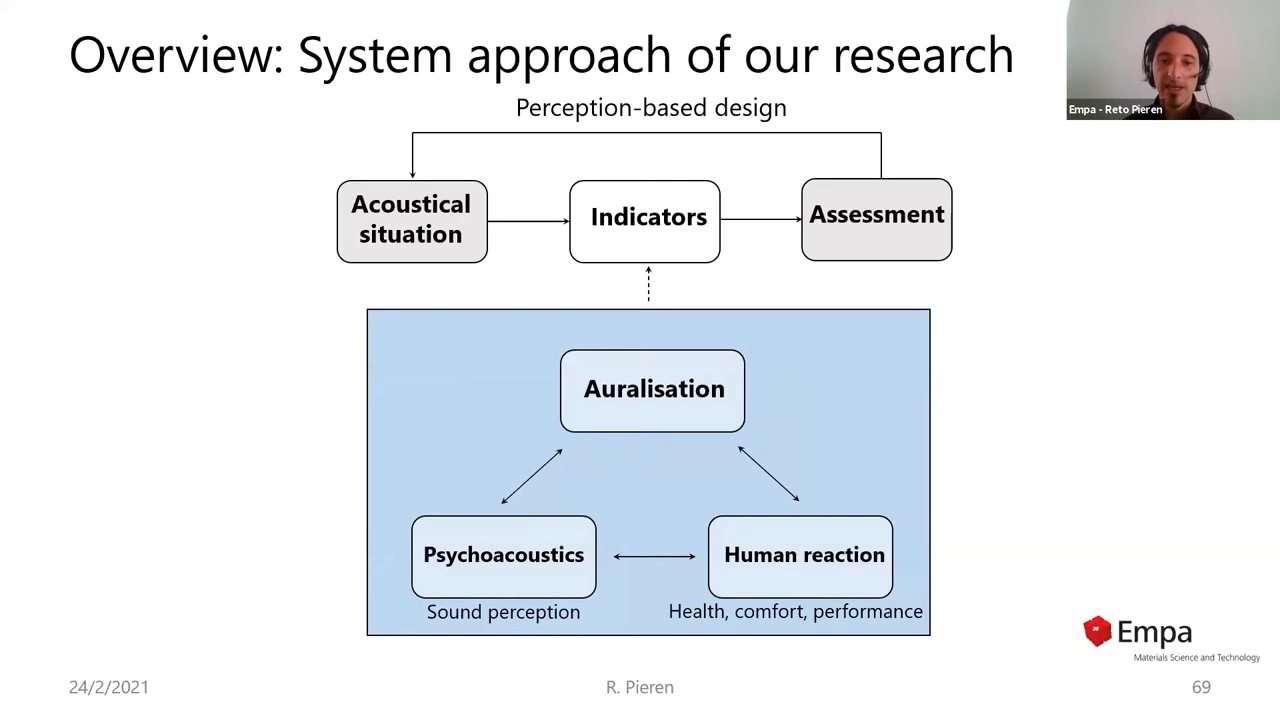 Overview: System approach of our research
Empa - Reto Pieren
Perception-based design
Acoustical
situation
Indicators
Assessment
Auralisation
Psychoacoustics
Human reaction
Sound perception
Health, comfort, performance
Empa
Materials Science and Technology
24/2/2021
R. Pieren
69